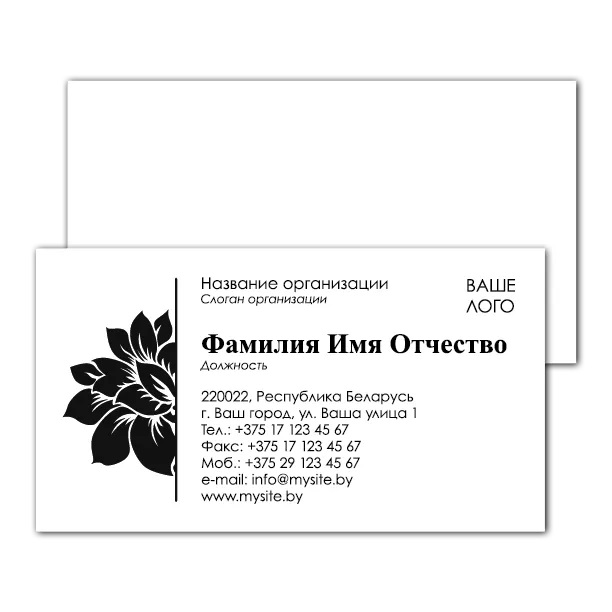 Название организации
Слоган организации
ВАШЕ
ЛОГО
Фамилия Имя Отчество
Должность
220022, Республика Беларусь
г. Ваш город, ул. Ваша улица 1
Тел.: +375 17 123 45 67
Факс: +375 17 123 45 67
Моб.: +375 29 123 45 67
e-mail: info@mysite.by
www.mysite.by